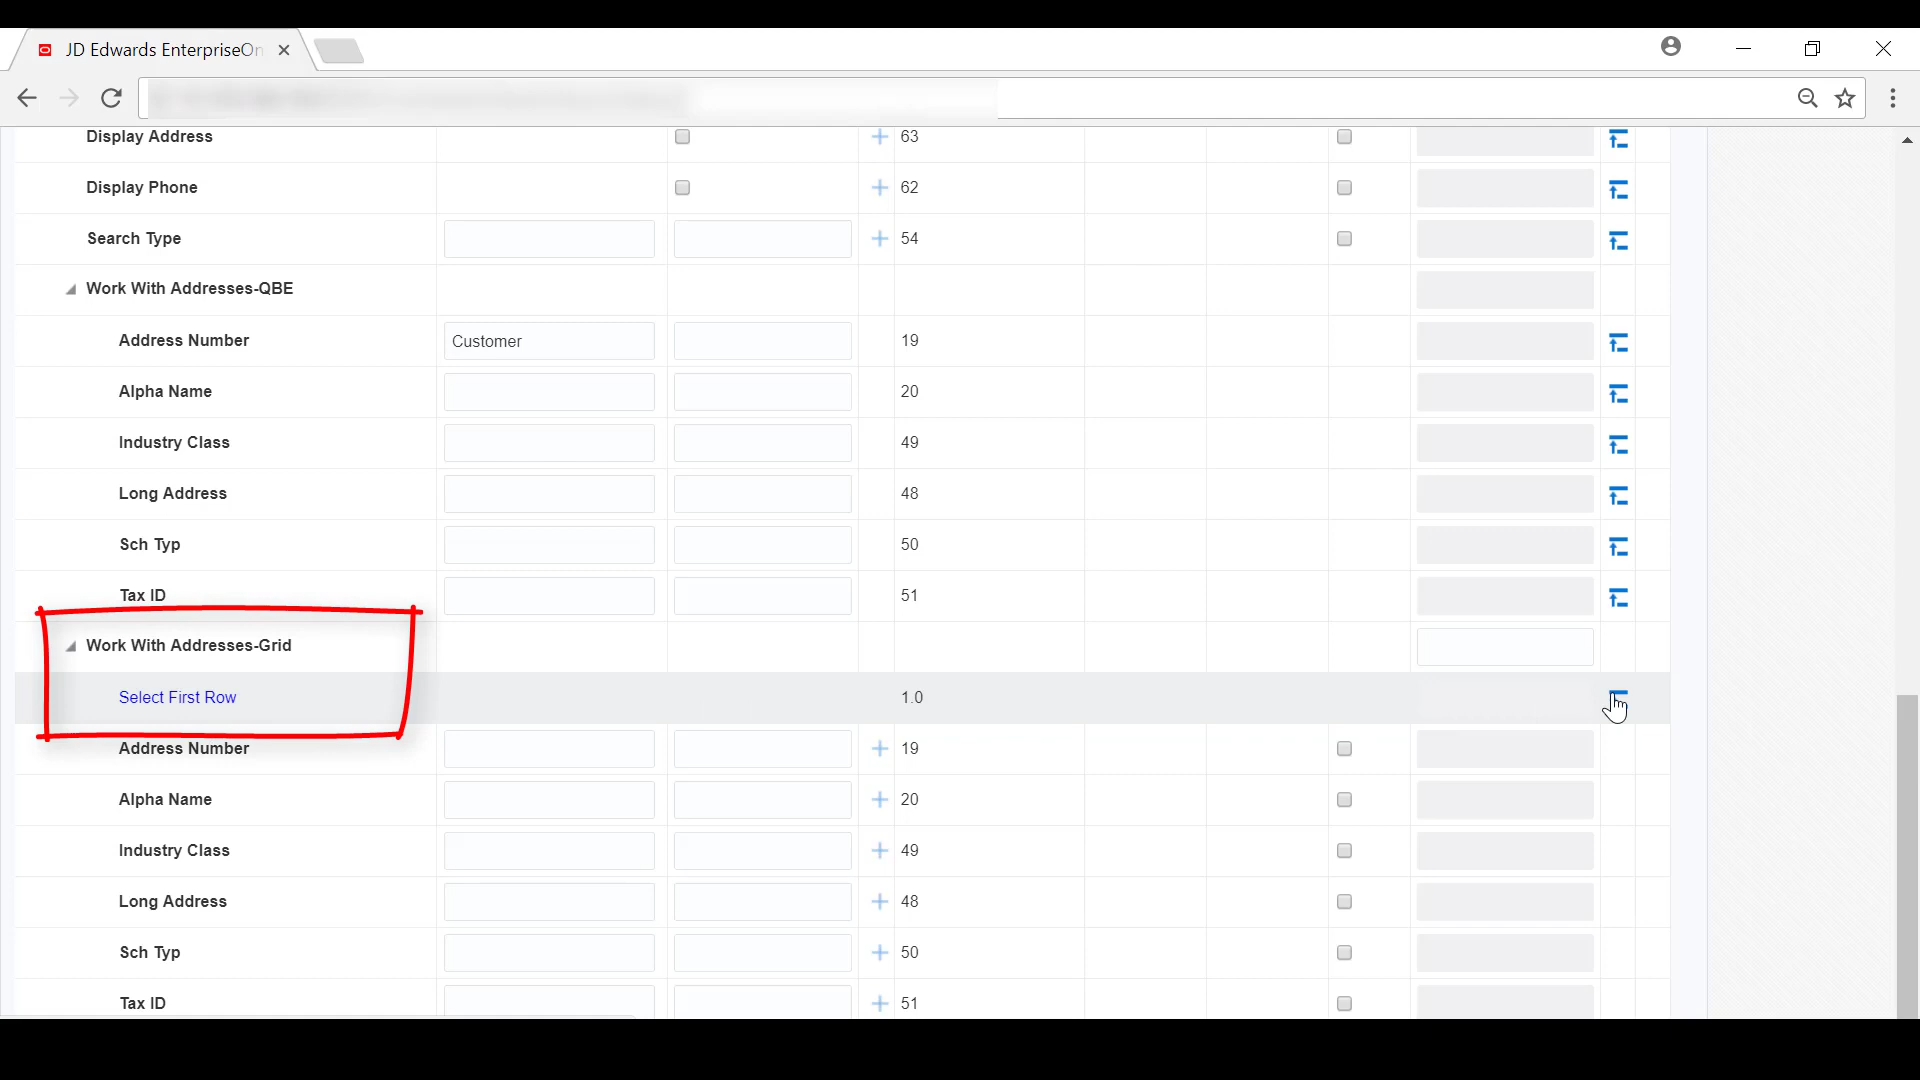 JD Edwards EnterpriseOn
Display Address 63
Display Phone 62
Search Type 54
Work With Addresses-QBE
Address Number Customer 19
Alpha Name 20
Industry Class 49
Long Address 48
Sch Typ 50
Tax ID 51
Work With Addresses-Grid
Select First Row 1.0
Address Number 19
Alpha Name 20
Industry Class 49
Long Address 48
Sch Typ 50
Tax ID 51